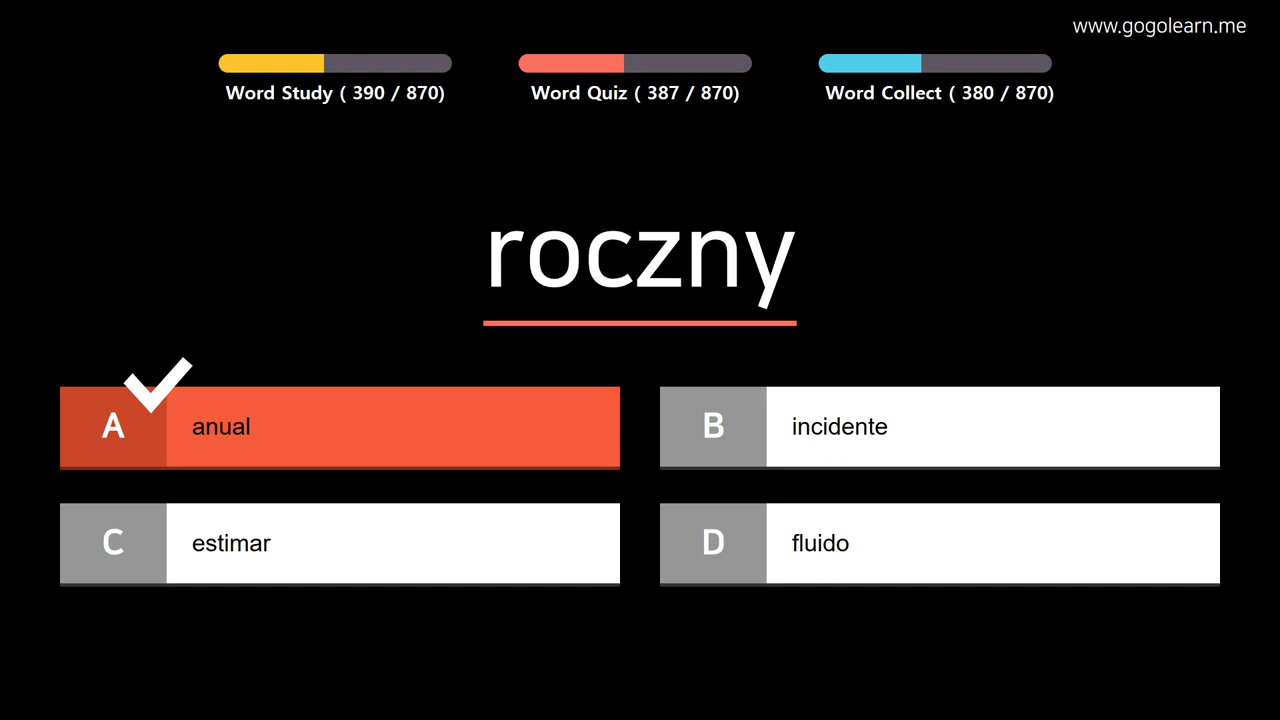 www.gogolearn.me
Word Study ( 390 / 870)
Word Quiz ( 387 / 870)
Word Collect ( 380 / 870)
roczny
A anual
B incidente
C estimar
D fluido